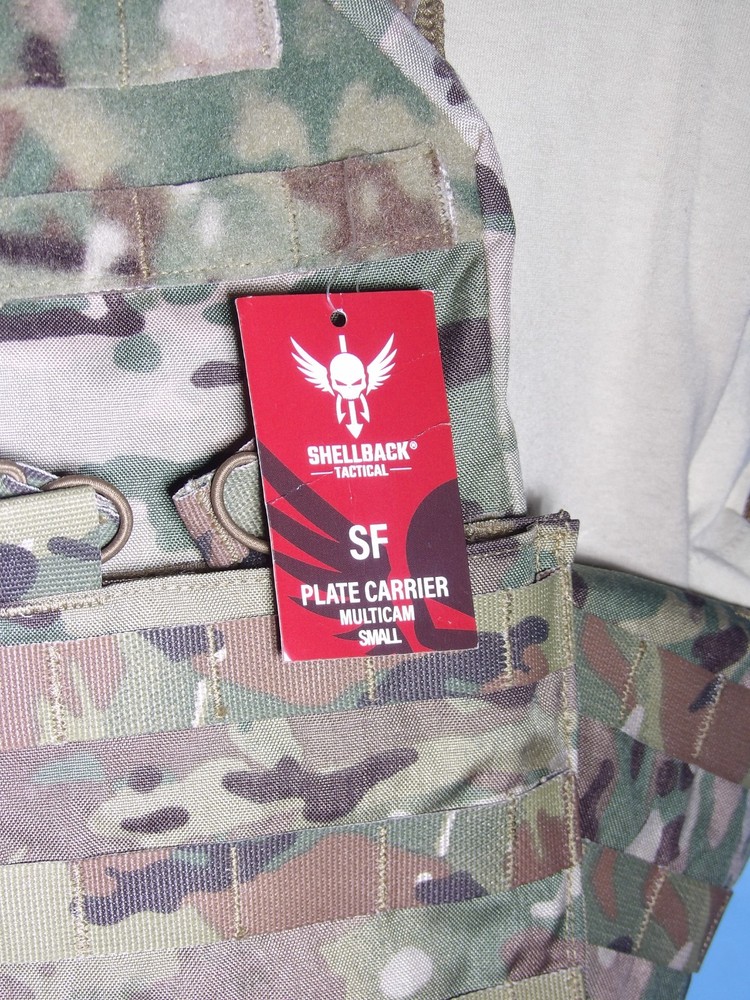 SHELLBACK®
TACTICAL
SF
PLATE CARRIER
MULTICAM
SMALL